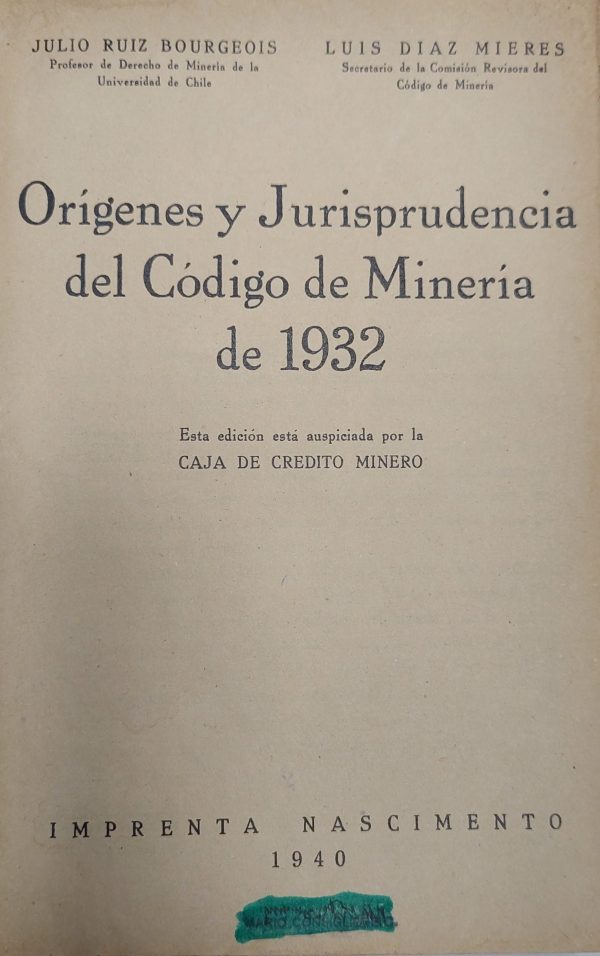 JULIO RUIZ BOURGEOIS
Profesor de Derecho de Minería de la
Universidad de Chile
LUIS DIAZ MIERES
Secretario de la Comisión Revisora del
Código de Minería
Orígenes y Jurisprudencia
del Código de Minería
de 1932
Esta edición está auspiciada por la
CAJA DE CREDITO MINERO
IMPRENTA NASCIMENTO
1940